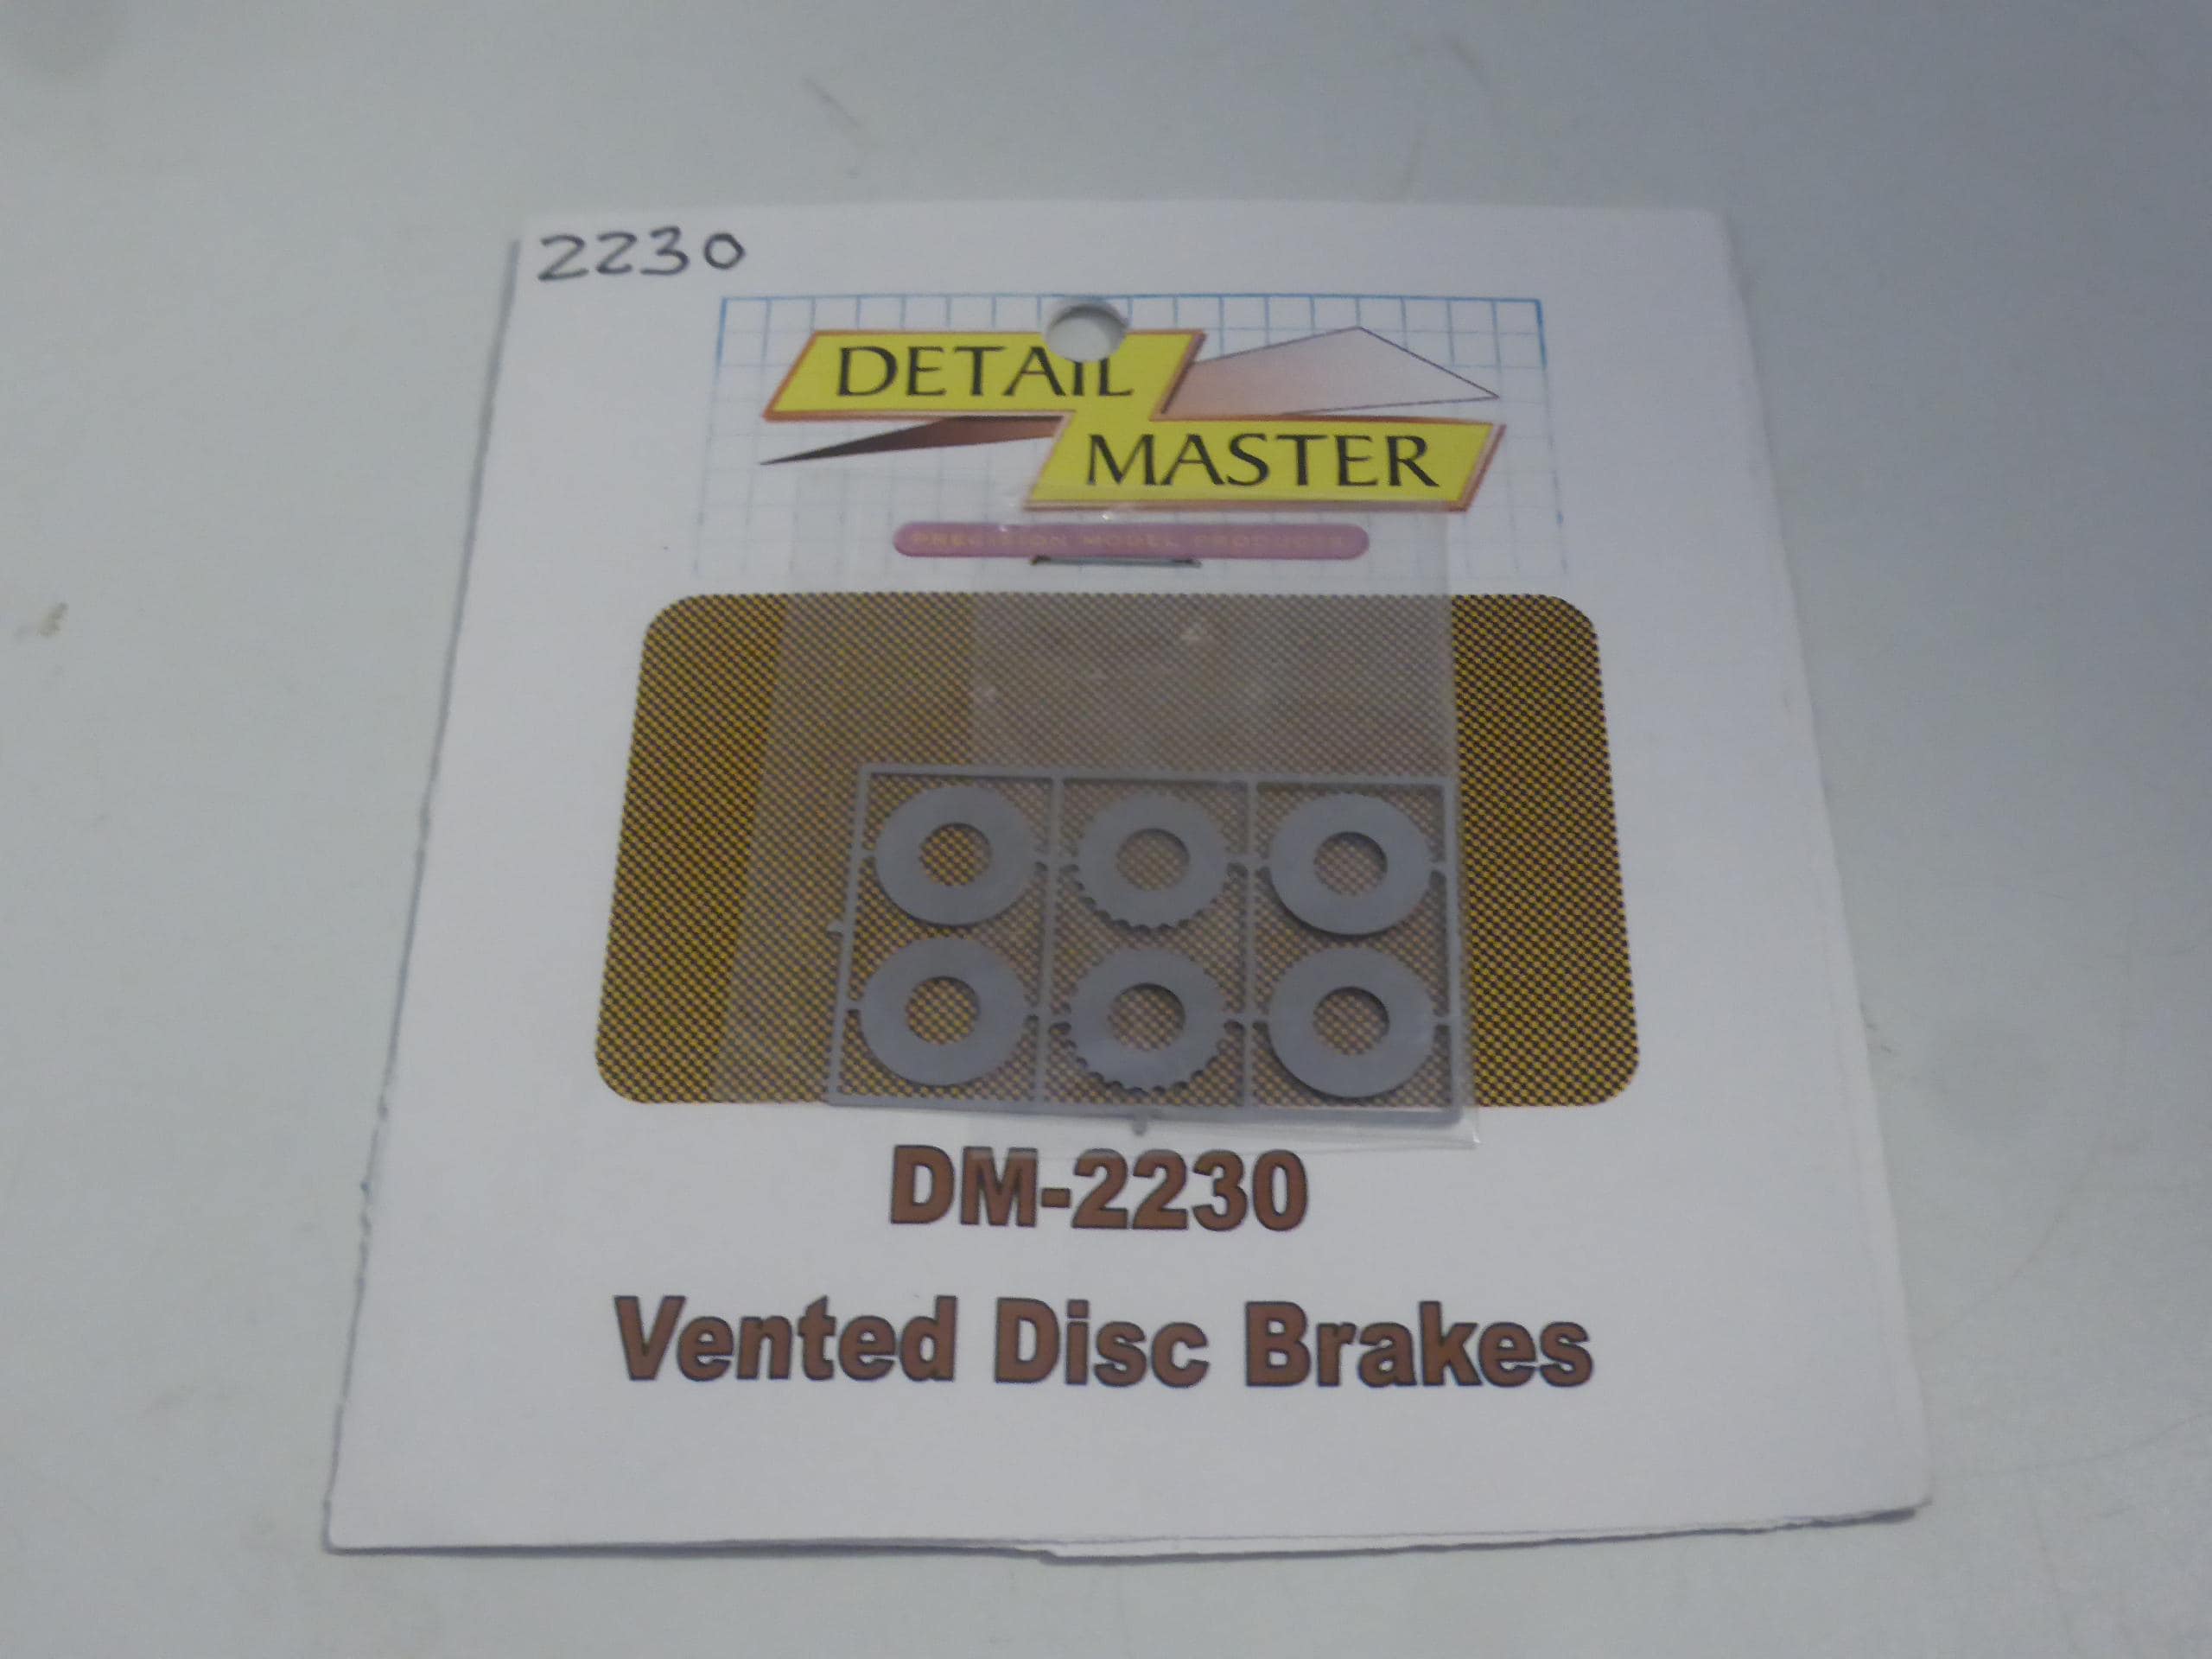 2230
DETAIL
MASTER
PRECISION MODEL PRODUCTS
DM-2230
Vented Disc Brakes